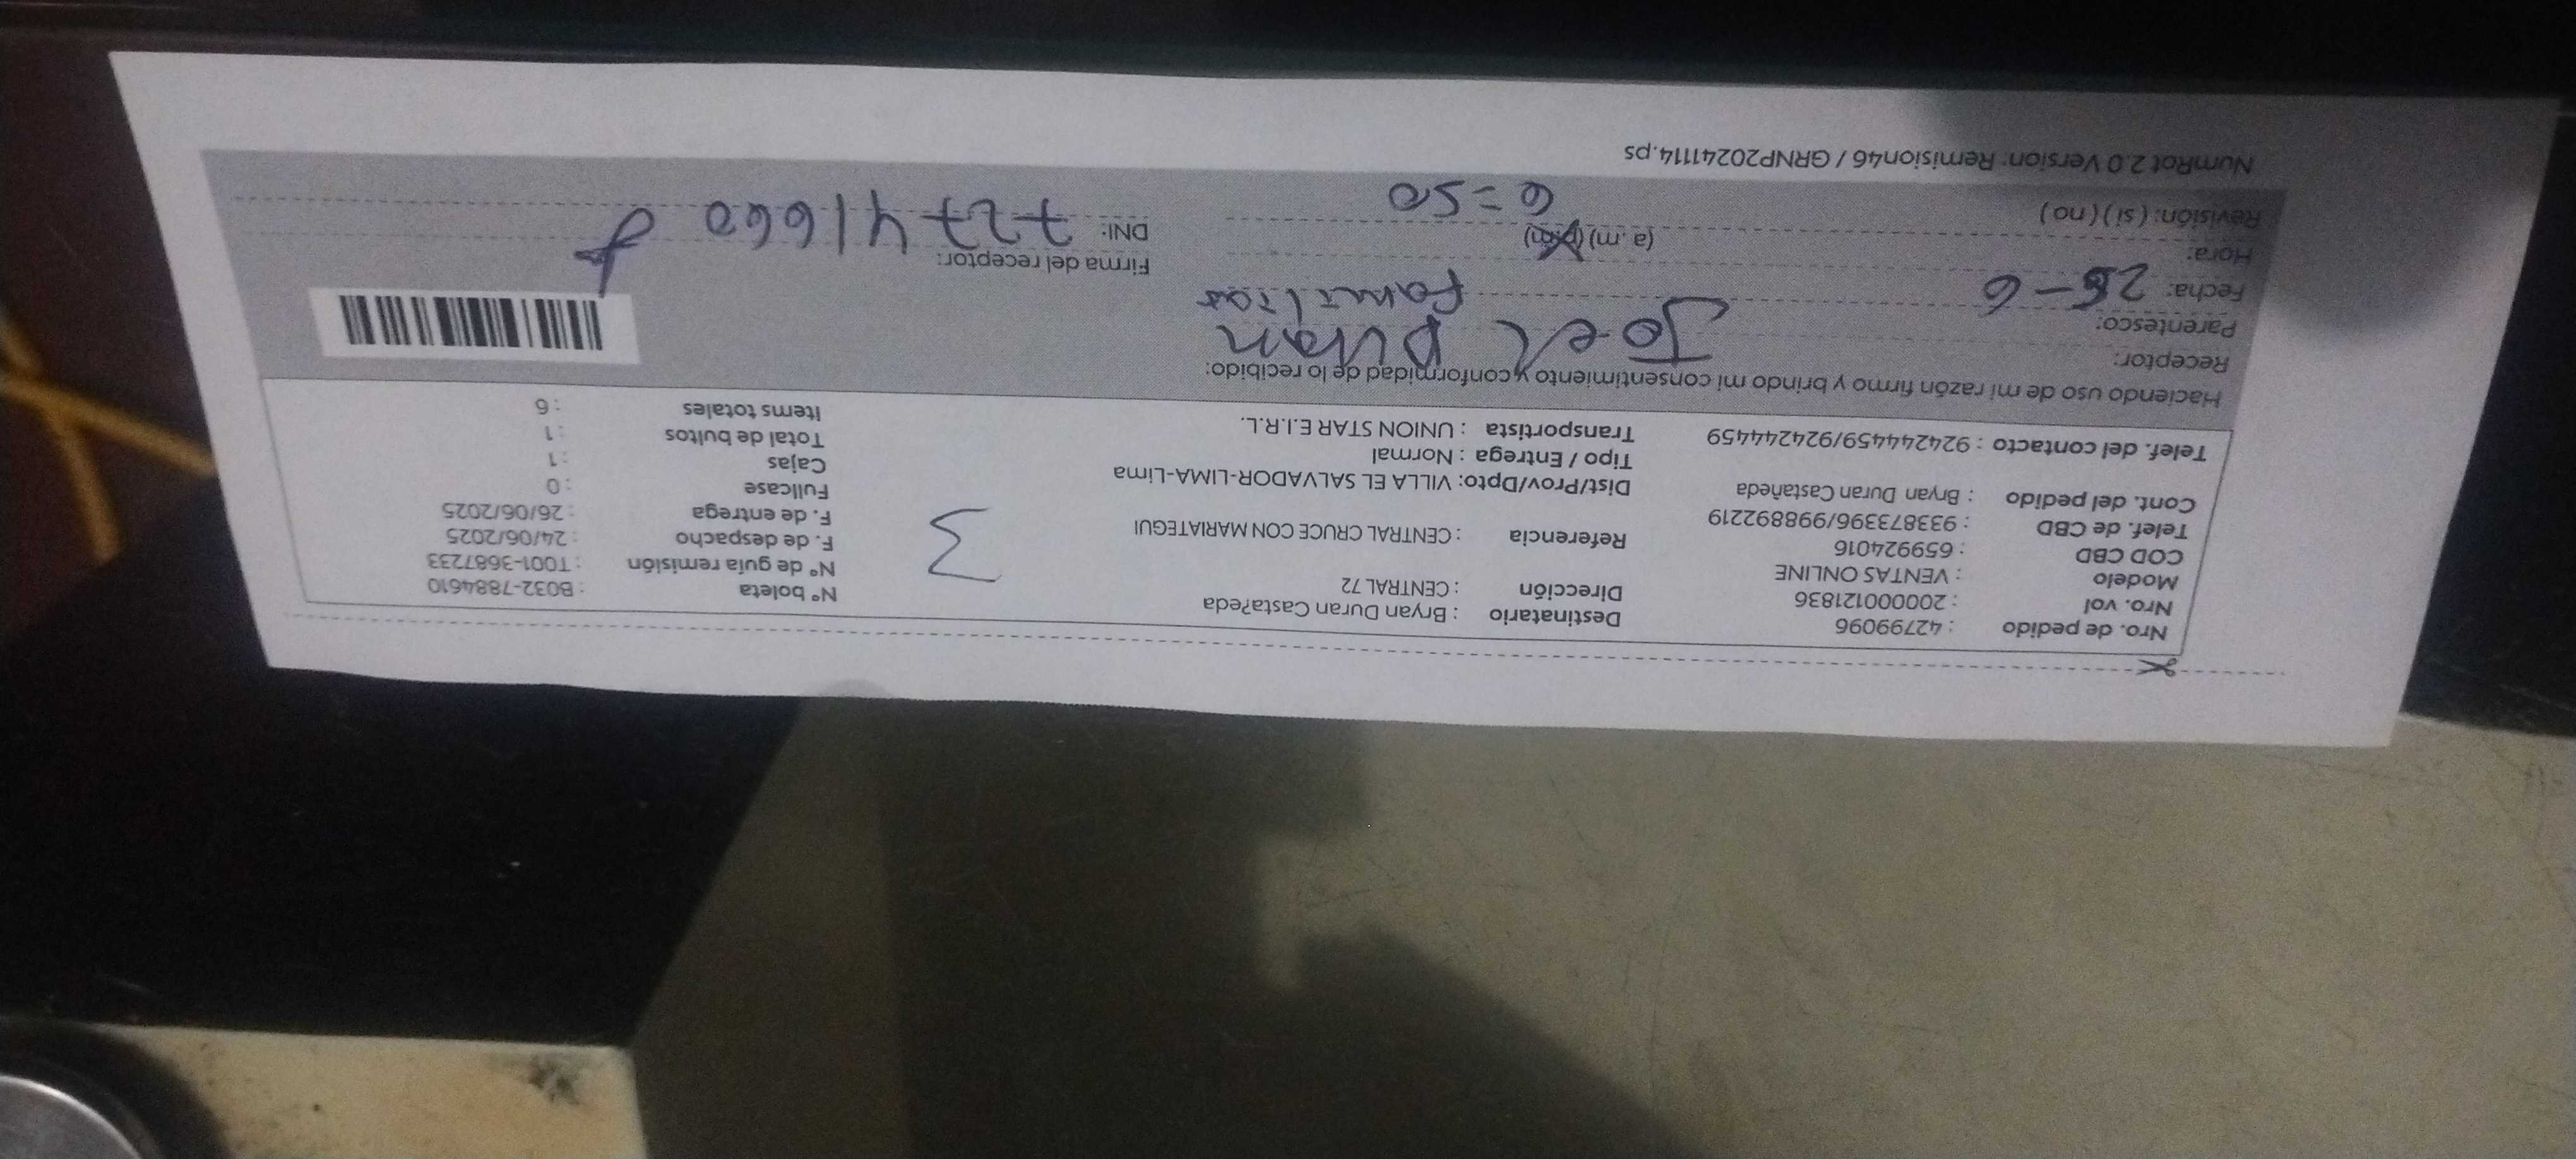 Nro. de pedido : 42799096
Nro. vol : 200000121836
Modelo : VENTAS ONLINE
COD CBD : 659924016
Telef. de CBD : 933873396/998892219
Cont. del pedido : Bryan Duran Castañeda
Telef. del contacto : 924244459/924244459
Destinatario : Bryan Duran Casta?eda
Dirección : CENTRAL 72
Referencia : CENTRAL CRUCE CON MARIATEGUI
Dist/Prov/Dpto: VILLA EL SALVADOR-LIMA-Lima
Tipo / Entrega : Normal
Transportista : UNION STAR E.I.R.L.
3
N° boleta : B032-7884610
N° de guía remisión : T001-3687233
F. de despacho : 24/06/2025
F. de entrega : 26/06/2025
Fullcase : 0
Cajas : 1
Total de bultos : 1
Items totales : 6
Haciendo uso de mi razón firmo y brindo mi consentimiento y conformidad de lo recibido:
Receptor: Joel Duran
Parentesco: familiar
Fecha: 25-6
Hora: (a.m) (p.m)
6=50
Revisión: (si) (no)
Firma del receptor:
DNI: 72741660
NumRot 2.0 Version: Remision46 / GRNP20241114.ps